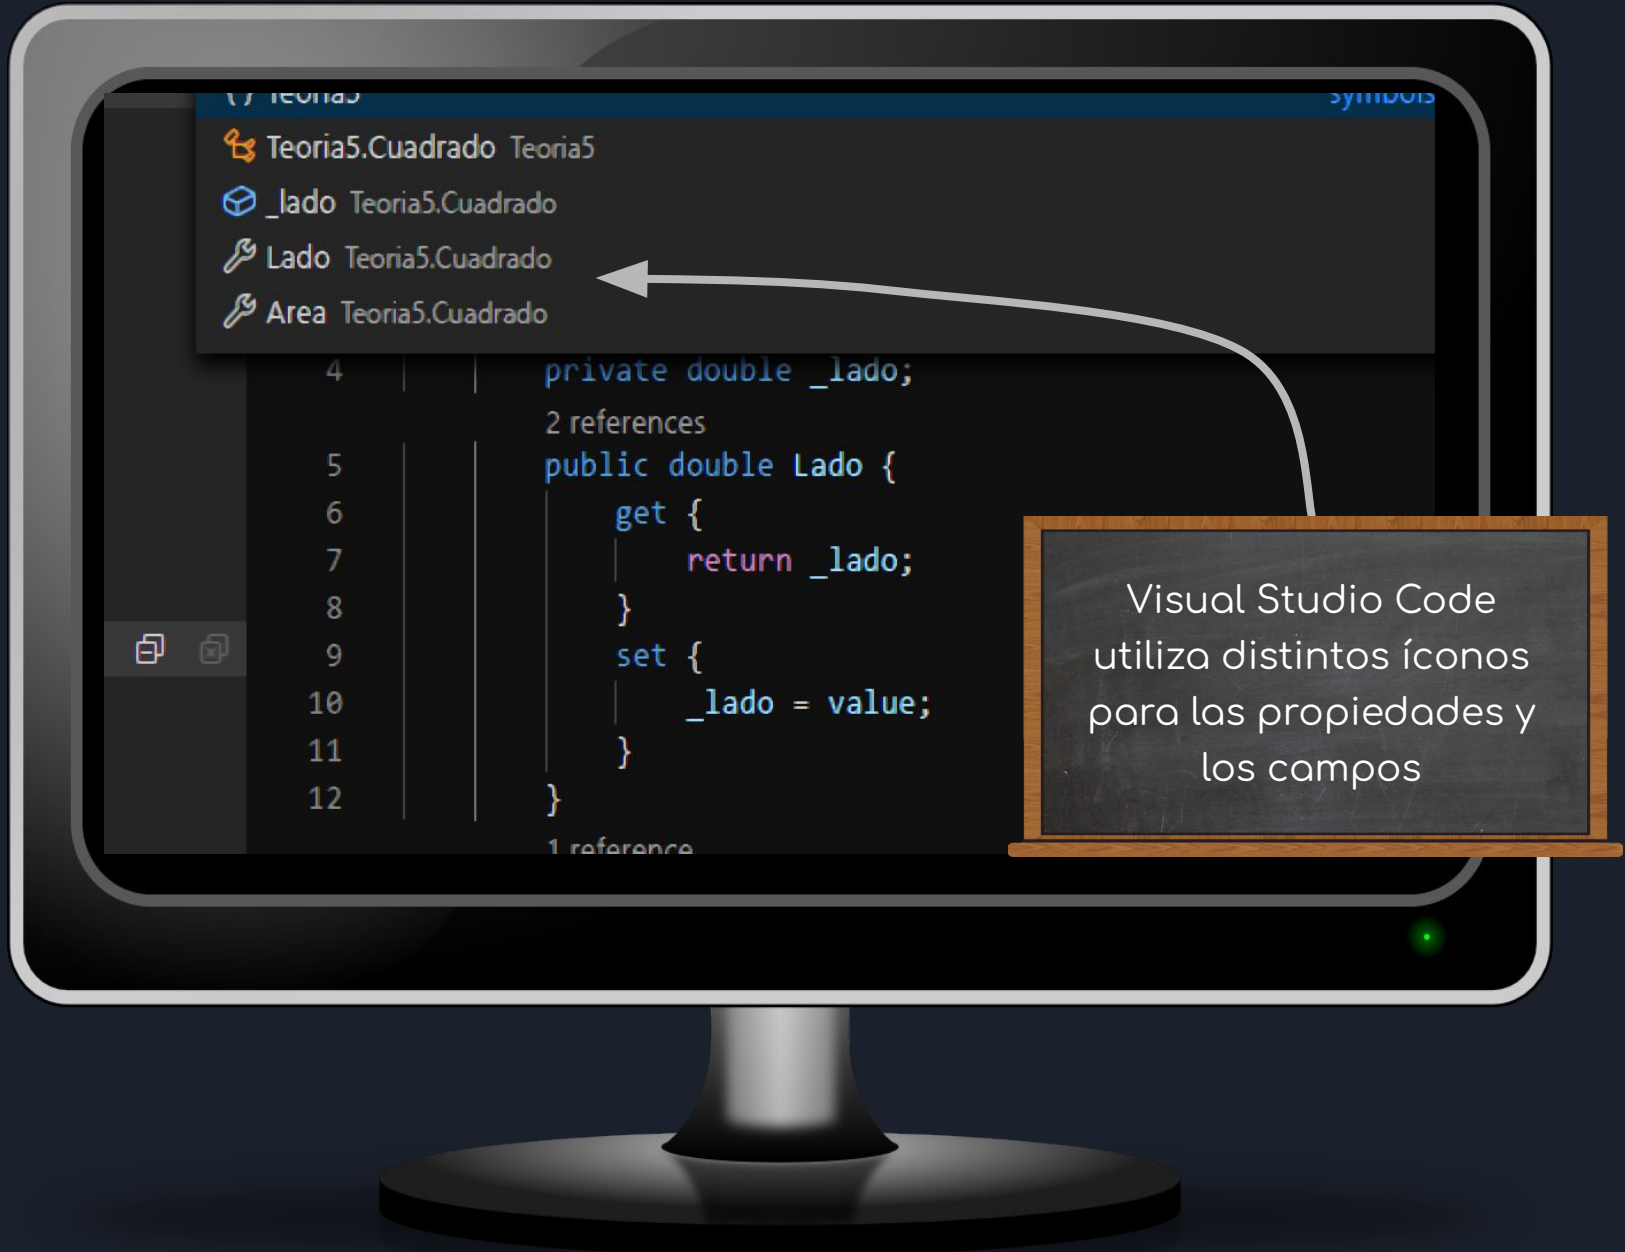 {} Teoria5 symbols
Teoria5.Cuadrado Teoria5
_lado Teoria5.Cuadrado
Lado Teoria5.Cuadrado
Area Teoria5.Cuadrado
4 private double _lado;
2 references
5 public double Lado {
6 get {
7 return _lado;
8 }
9 set {
10 _lado = value;
11 }
12 }
1 reference
Visual Studio Code
utiliza distintos íconos
para las propiedades y
los campos